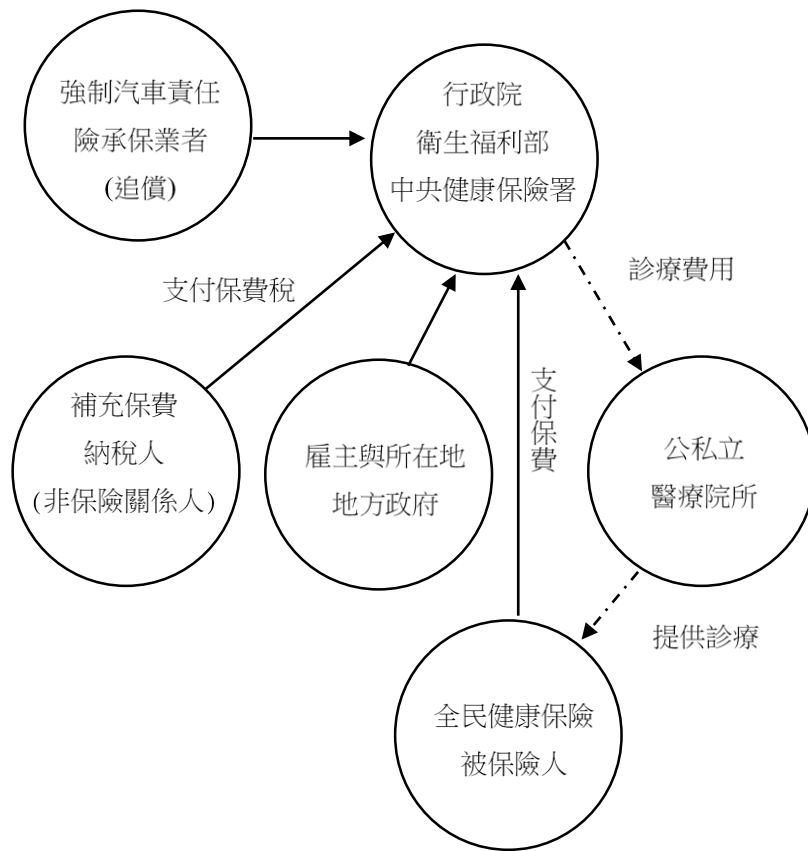 強制汽車責任
險承保業者
(追償)
行政院
衛生福利部
中央健康保險署
支付保費稅
診療費用
補充保費
納稅人
(非保險關係人)
雇主與所在地
地方政府
支付保費
公私立
醫療院所
提供診療
全民健康保險
被保險人